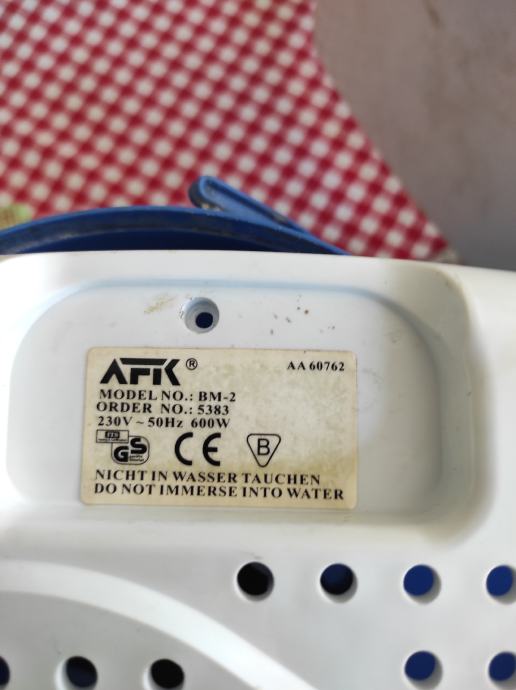 AFK ® AA 60762
MODEL NO.: BM-2
ORDER NO.: 5383
230V ~ 50Hz 600W
GS CE B
NICHT IN WASSER TAUCHEN
DO NOT IMMERSE INTO WATER